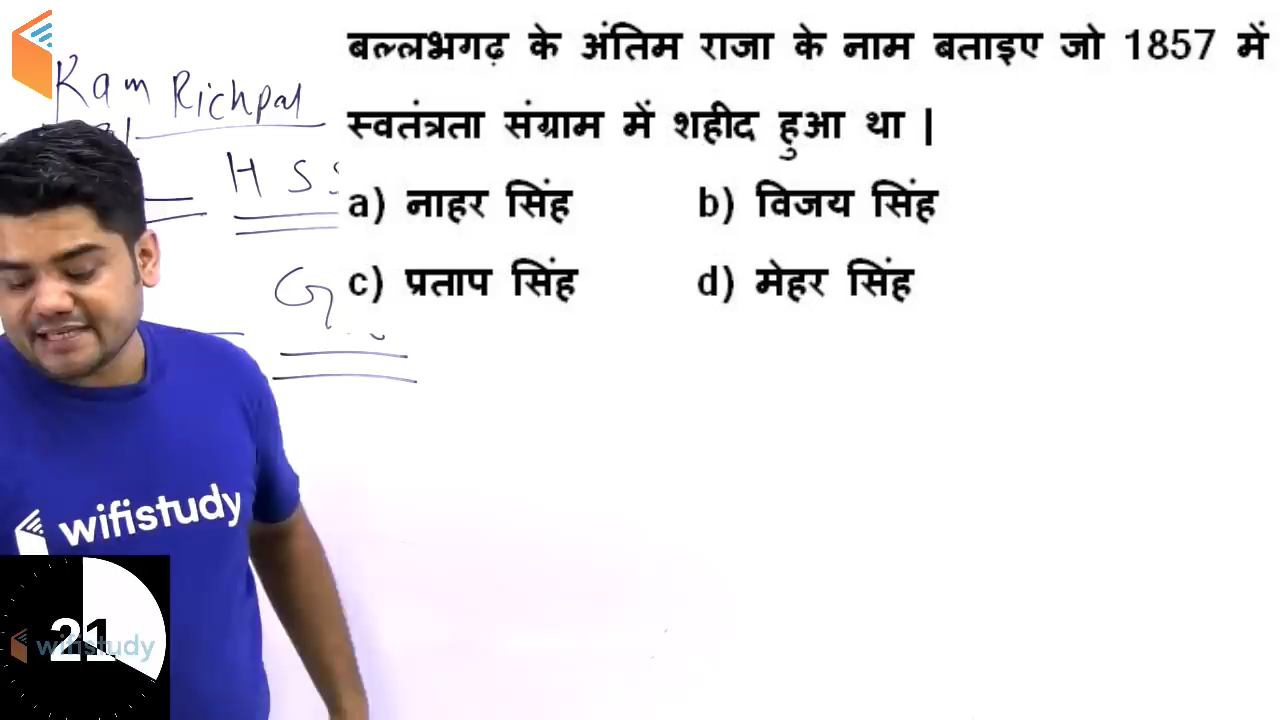 बल्लभगढ़ के अंतिम राजा के नाम बताइए जो 1857 में
स्वतंत्रता संग्राम में शहीद हुआ था |
a) नाहर सिंह b) विजय सिंह
c) प्रताप सिंह d) मेहर सिंह
Ram Richpal
H S S
G
wifistudy
21
wifistudy